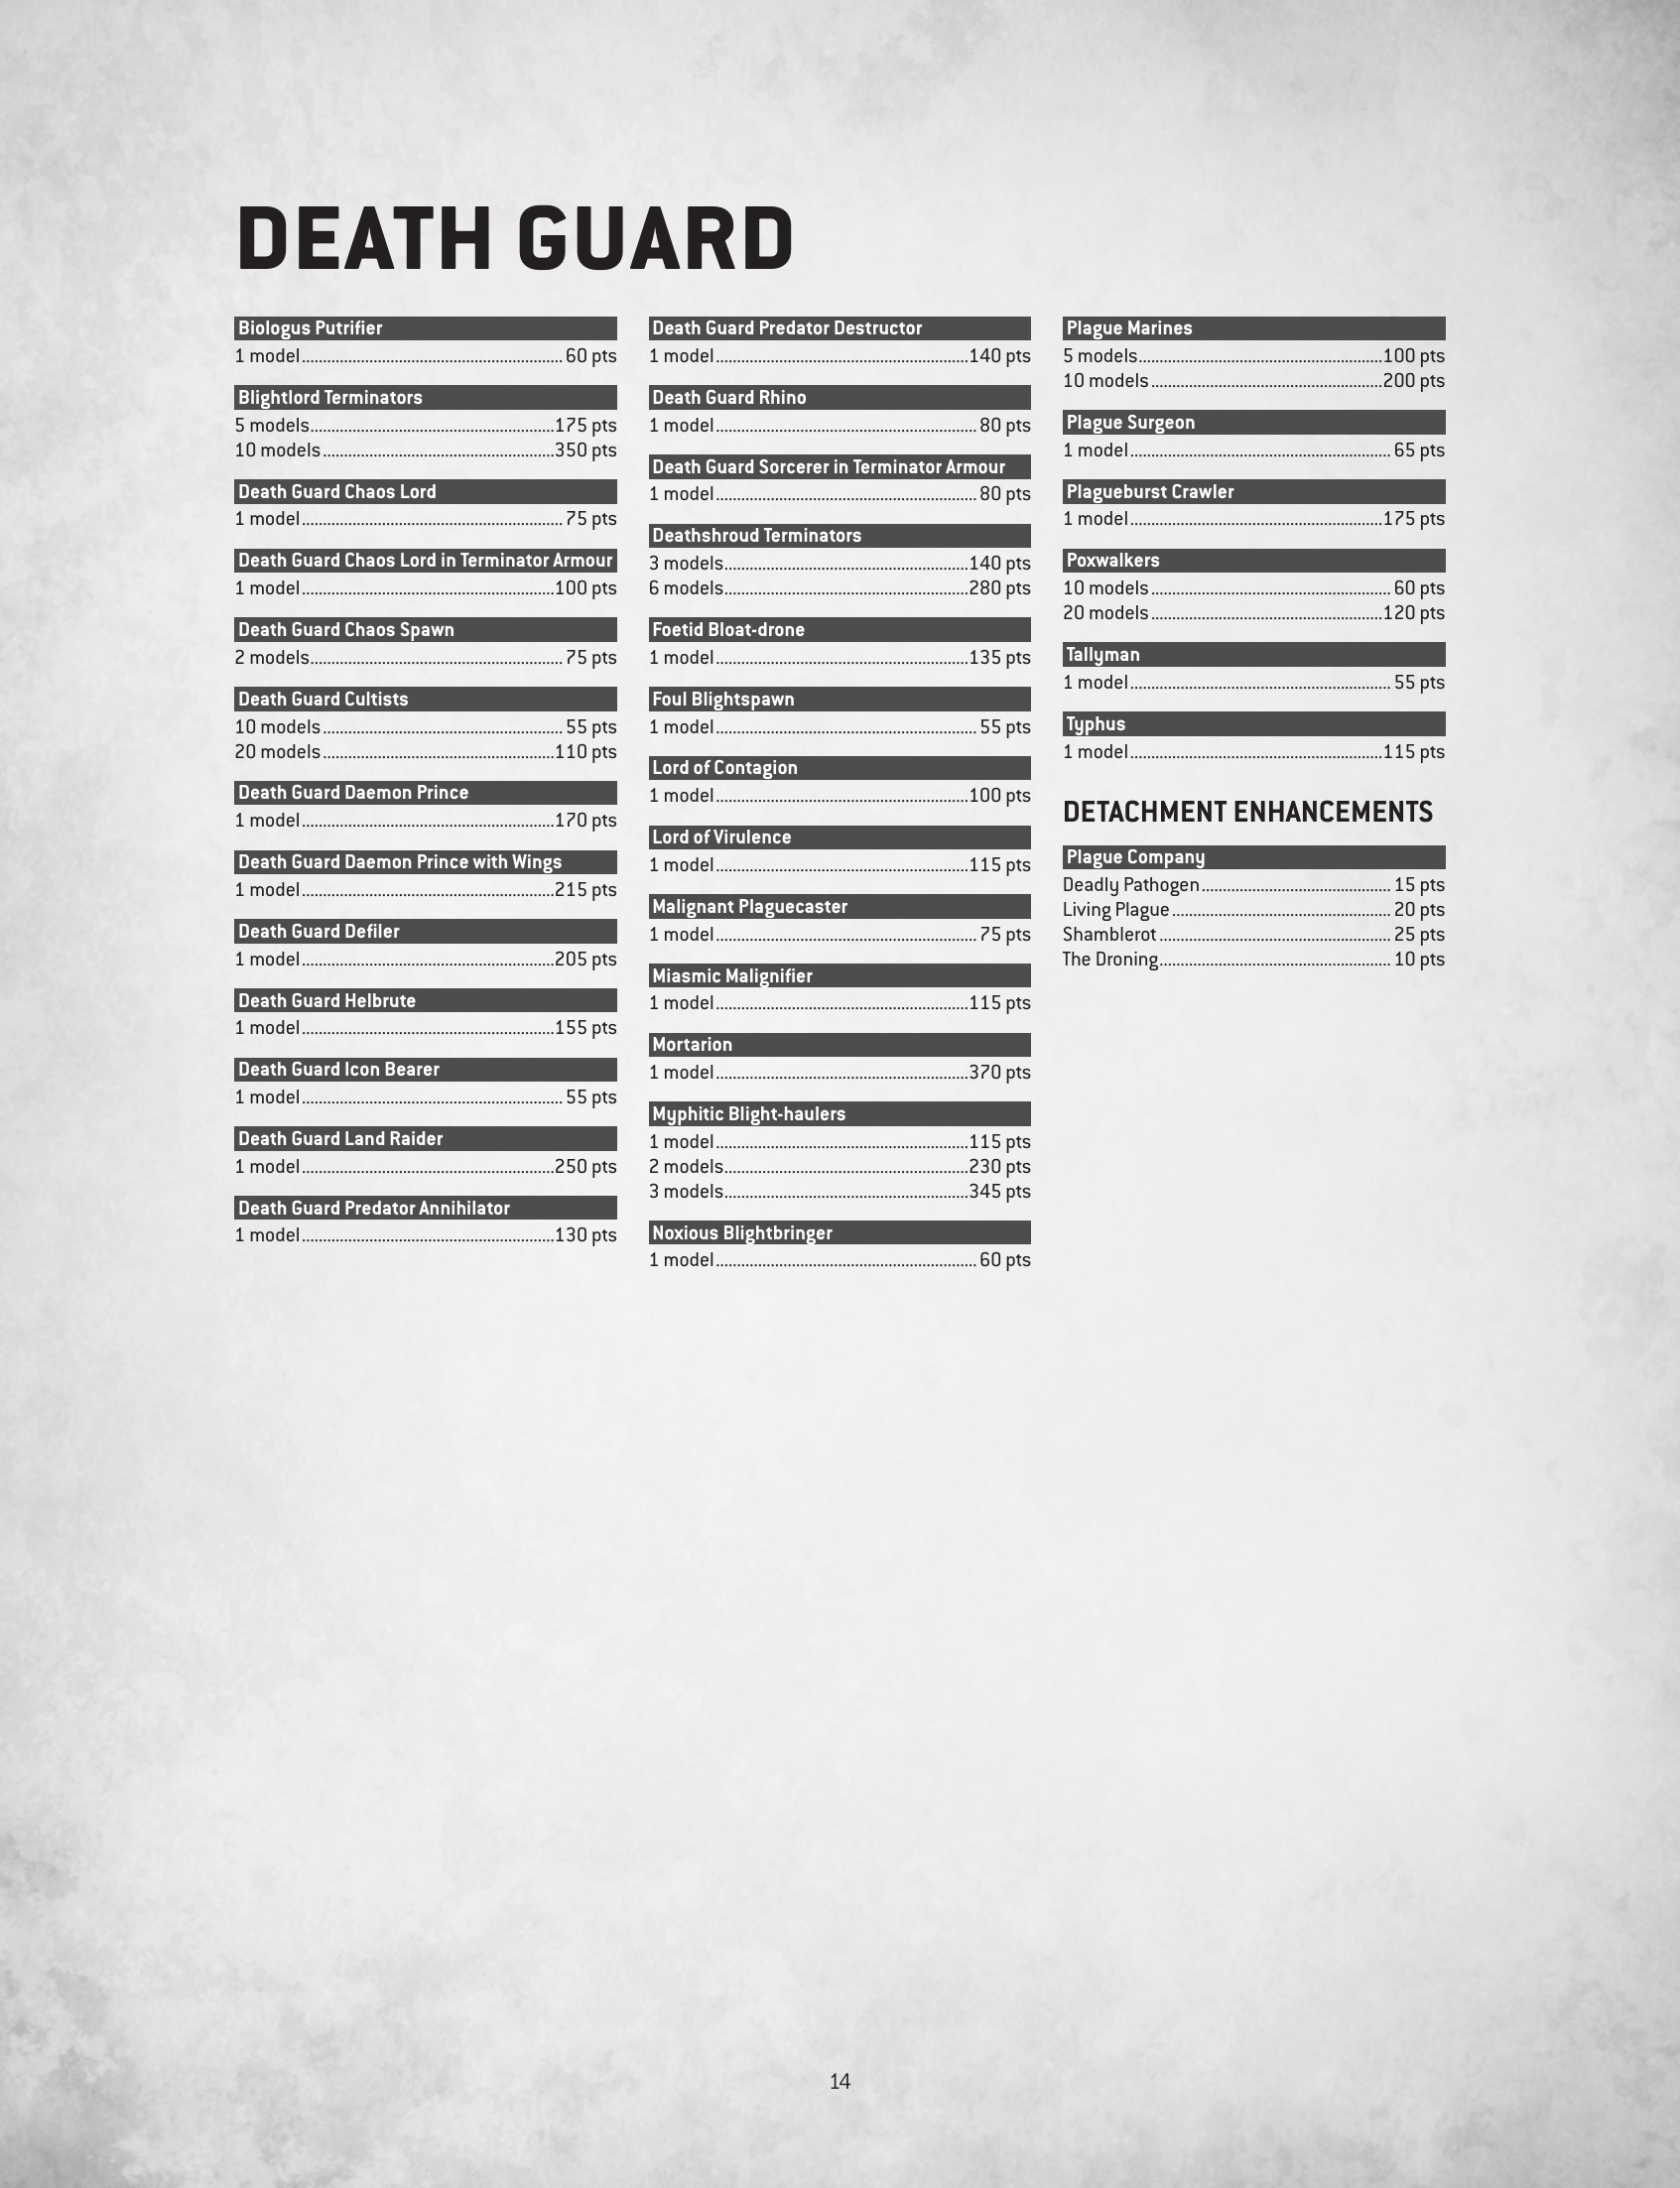 DEATH GUARD
Biologus Putrifier
1 model............................................................. 60 pts
Blightlord Terminators
5 models..........................................................175 pts
10 models.......................................................350 pts
Death Guard Chaos Lord
1 model............................................................. 75 pts
Death Guard Chaos Lord in Terminator Armour
1 model............................................................100 pts
Death Guard Chaos Spawn
2 models........................................................... 75 pts
Death Guard Cultists
10 models........................................................ 55 pts
20 models.......................................................110 pts
Death Guard Daemon Prince
1 model............................................................170 pts
Death Guard Daemon Prince with Wings
1 model............................................................215 pts
Death Guard Defiler
1 model............................................................205 pts
Death Guard Helbrute
1 model............................................................155 pts
Death Guard Icon Bearer
1 model............................................................. 55 pts
Death Guard Land Raider
1 model............................................................250 pts
Death Guard Predator Annihilator
1 model............................................................130 pts
Death Guard Predator Destructor
1 model............................................................140 pts
Death Guard Rhino
1 model............................................................. 80 pts
Death Guard Sorcerer in Terminator Armour
1 model............................................................. 80 pts
Deathshroud Terminators
3 models..........................................................140 pts
6 models..........................................................280 pts
Foetid Bloat-drone
1 model............................................................135 pts
Foul Blightspawn
1 model............................................................. 55 pts
Lord of Contagion
1 model............................................................100 pts
Lord of Virulence
1 model............................................................115 pts
Malignant Plaguecaster
1 model............................................................. 75 pts
Miasmic Malignifier
1 model............................................................115 pts
Mortarion
1 model............................................................370 pts
Myphitic Blight-haulers
1 model............................................................115 pts
2 models..........................................................230 pts
3 models..........................................................345 pts
Noxious Blightbringer
1 model............................................................. 60 pts
Plague Marines
5 models..........................................................100 pts
10 models.......................................................200 pts
Plague Surgeon
1 model............................................................. 65 pts
Plagueburst Crawler
1 model............................................................175 pts
Poxwalkers
10 models........................................................ 60 pts
20 models.......................................................120 pts
Tallyman
1 model............................................................. 55 pts
Typhus
1 model............................................................115 pts
DETACHMENT ENHANCEMENTS
Plague Company
Deadly Pathogen............................................. 15 pts
Living Plague.................................................... 20 pts
Shamblerot....................................................... 25 pts
The Droning....................................................... 10 pts
14